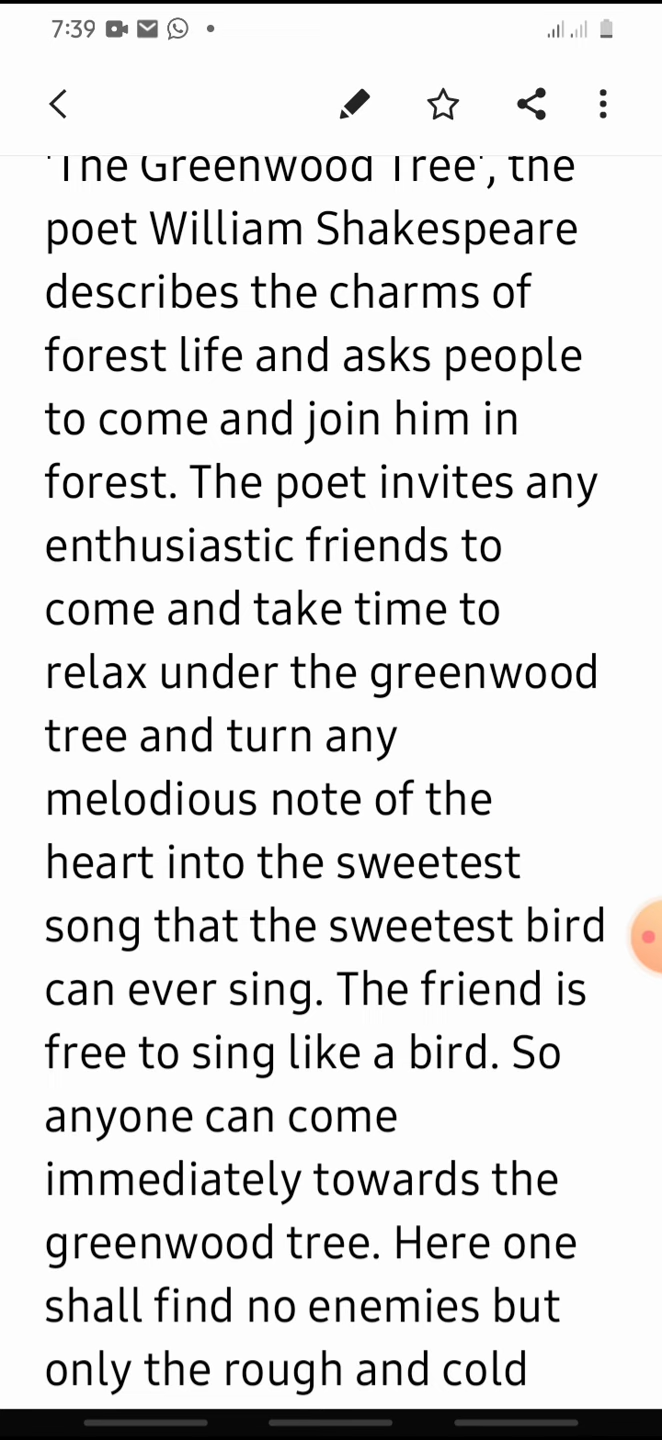 7:39
'The Greenwood Tree', the
poet William Shakespeare
describes the charms of
forest life and asks people
to come and join him in
forest. The poet invites any
enthusiastic friends to
come and take time to
relax under the greenwood
tree and turn any
melodious note of the
heart into the sweetest
song that the sweetest bird
can ever sing. The friend is
free to sing like a bird. So
anyone can come
immediately towards the
greenwood tree. Here one
shall find no enemies but
only the rough and cold